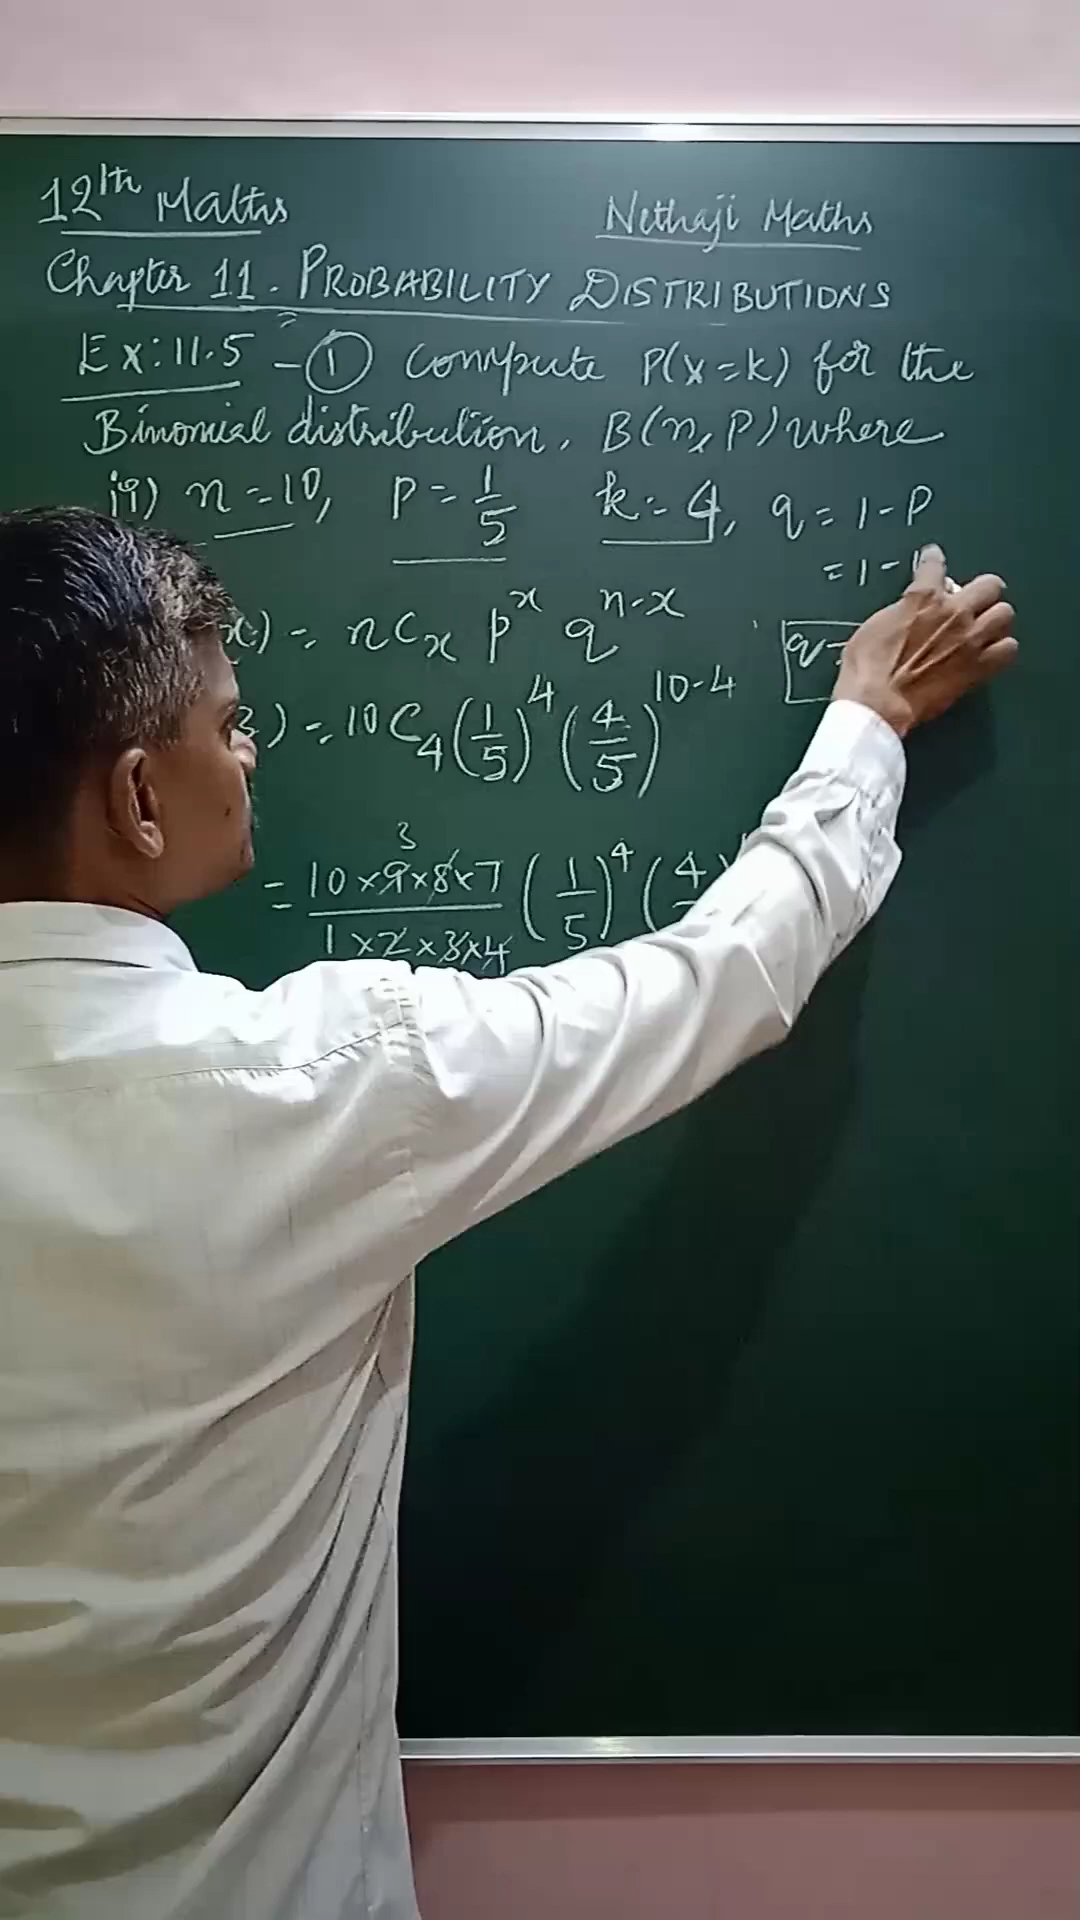 12th Maths
Nethaji Maths
Chapter 11. PROBABILITY DISTRIBUTIONS
Ex: 11.5 - ① compute P(X=k) for the
Binomial distribution, B(n, P) where
ii) n = 10, P = 1/5 k = 4, q = 1 - P
= 1 - 1
x) = nCx p^x q^n-x
q =
3) = 10C4 (1/5)^4 (4/5)^10-4
3
= 10 × 9 × 8 × 7 / 1 × 2 × 3 × 4 (1/5)^4 (4